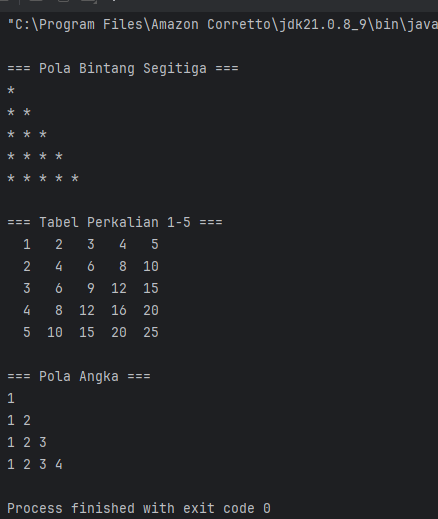 "C:\Program Files\Amazon Corretto\jdk21.0.8_9\bin\java
=== Pola Bintang Segitiga ===
*
* *
* * *
* * * *
* * * * *
=== Tabel Perkalian 1-5 ===
  1   2   3   4   5
  2   4   6   8  10
  3   6   9  12  15
  4   8  12  16  20
  5  10  15  20  25
=== Pola Angka ===
1
1 2
1 2 3
1 2 3 4
Process finished with exit code 0